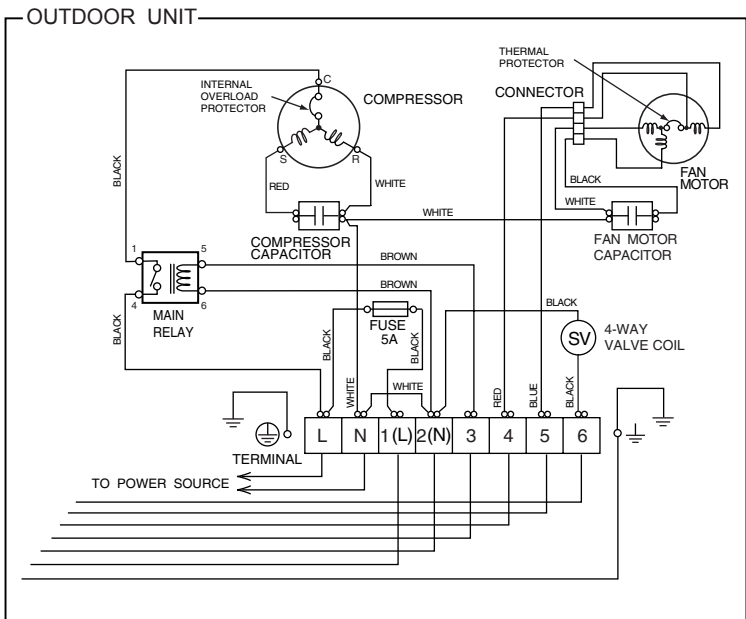 OUTDOOR UNIT
THERMAL
PROTECTOR
INTERNAL
OVERLOAD
PROTECTOR
C
COMPRESSOR
CONNECTOR
S
R
BLACK
RED
WHITE
FAN
MOTOR
BLACK
WHITE
WHITE
COMPRESSOR
CAPACITOR
FAN MOTOR
CAPACITOR
1
5
BROWN
4
6
BROWN
MAIN
RELAY
BLACK
BLACK
FUSE
5A
BLACK
BLACK
SV
4-WAY
VALVE COIL
WHITE
WHITE
RED
BLUE
BLACK
TERMINAL
L N 1(L) 2(N) 3 4 5 6
TO POWER SOURCE